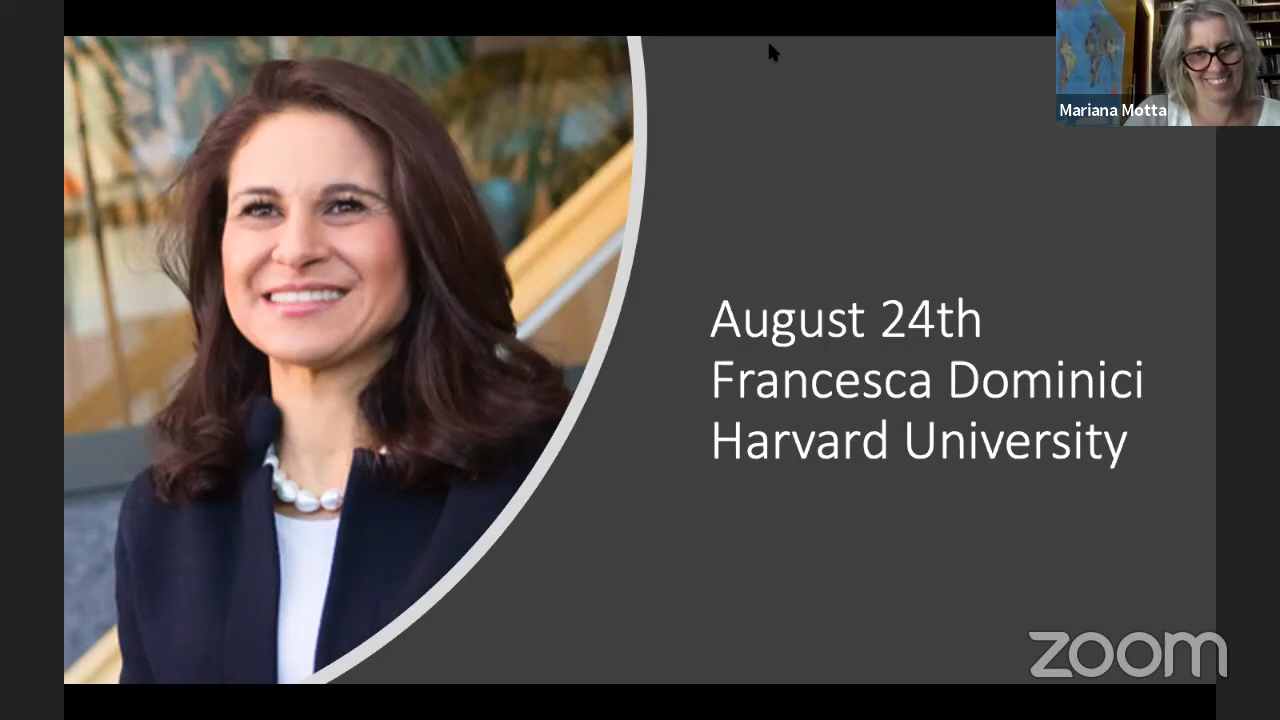 Mariana Motta
August 24th
Francesca Dominici
Harvard University
zoom